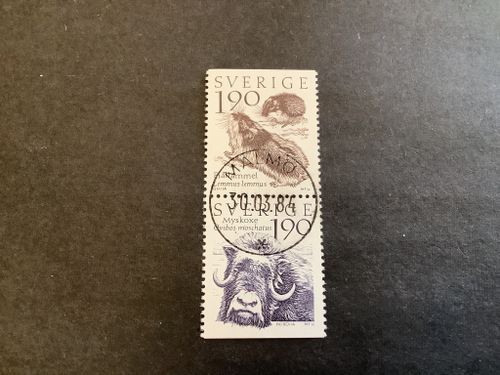 SVERIGE
1.90
Fjällämmel
Lemmus lemmus
MALMÖ
30.03.84
SVERIGE
Myskoxe
1.90
Ovibos moschatus